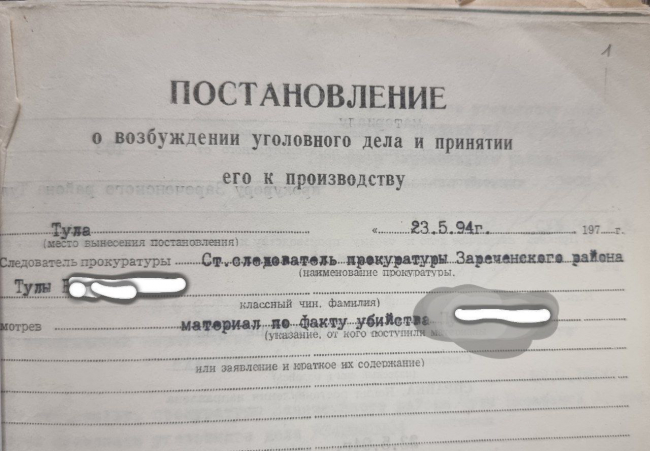 1
ПОСТАНОВЛЕНИЕ
о возбуждении уголовного дела и принятии
его к производству
Тула « 23.5.94г. 197 г.
(место вынесения постановления)
Следователь прокуратуры Ст.следователь прокуратуры Зареченского района
(наименование прокуратуры.
Тулы
классный чин, фамилия)
мотрев материал по факту убийства
(указание, от кого поступили м
или заявление и краткое их содержание)